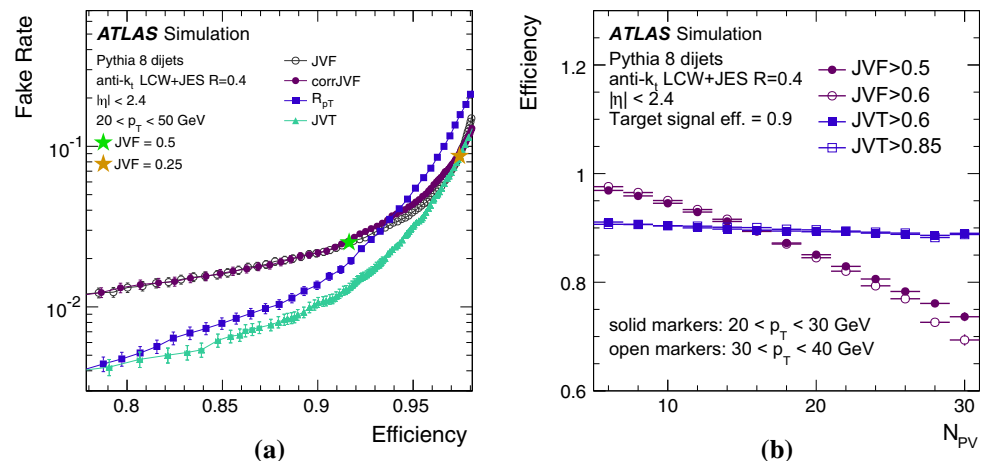 Fake Rate
ATLAS Simulation
Pythia 8 dijets
anti-kt LCW+JES R=0.4
|η| < 2.4
20 < pT < 50 GeV
JVF = 0.5
JVF = 0.25
JVF
corrJVF
RpT
JVT
10^-1
10^-2
0.8 0.85 0.9 0.95
Efficiency
(a)
Efficiency
ATLAS Simulation
Pythia 8 dijets
anti-kt LCW+JES R=0.4
|η| < 2.4
Target signal eff. = 0.9
JVF>0.5
JVF>0.6
JVT>0.6
JVT>0.85
1.2
1
0.8
0.6
solid markers: 20 < pT < 30 GeV
open markers: 30 < pT < 40 GeV
10 20 30
NPV
(b)